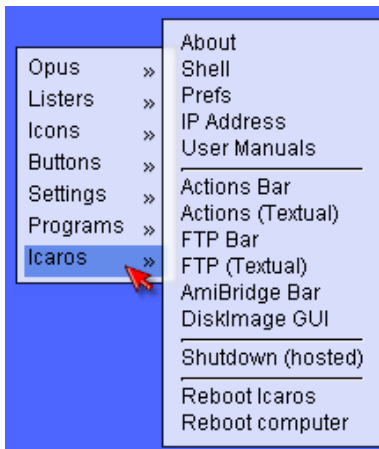 Opus »
Listers »
Icons »
Buttons »
Settings »
Programs »
Icaros »
About
Shell
Prefs
IP Address
User Manuals
Actions Bar
Actions (Textual)
FTP Bar
FTP (Textual)
AmiBridge Bar
DiskImage GUI
Shutdown (hosted)
Reboot Icaros
Reboot computer